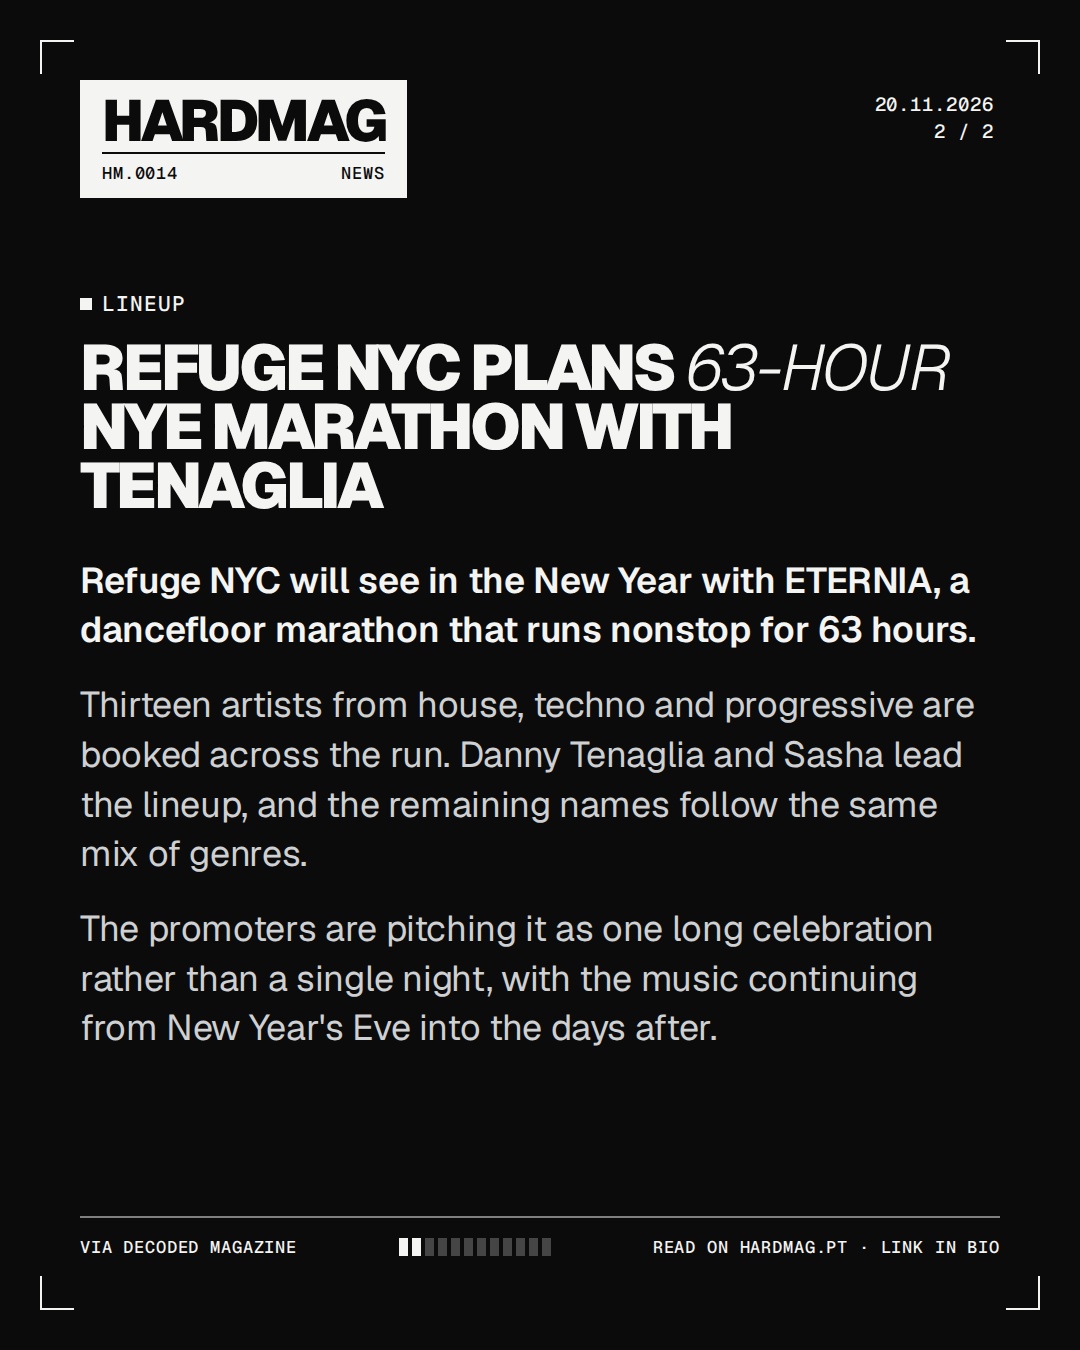 HARDMAG
HM.0014 NEWS
20.11.2026
2 / 2
LINEUP
REFUGE NYC PLANS 63-HOUR
NYE MARATHON WITH
TENAGLIA
Refuge NYC will see in the New Year with ETERNIA, a
dancefloor marathon that runs nonstop for 63 hours.
Thirteen artists from house, techno and progressive are
booked across the run. Danny Tenaglia and Sasha lead
the lineup, and the remaining names follow the same
mix of genres.
The promoters are pitching it as one long celebration
rather than a single night, with the music continuing
from New Year's Eve into the days after.
VIA DECODED MAGAZINE
READ ON HARDMAG.PT · LINK IN BIO